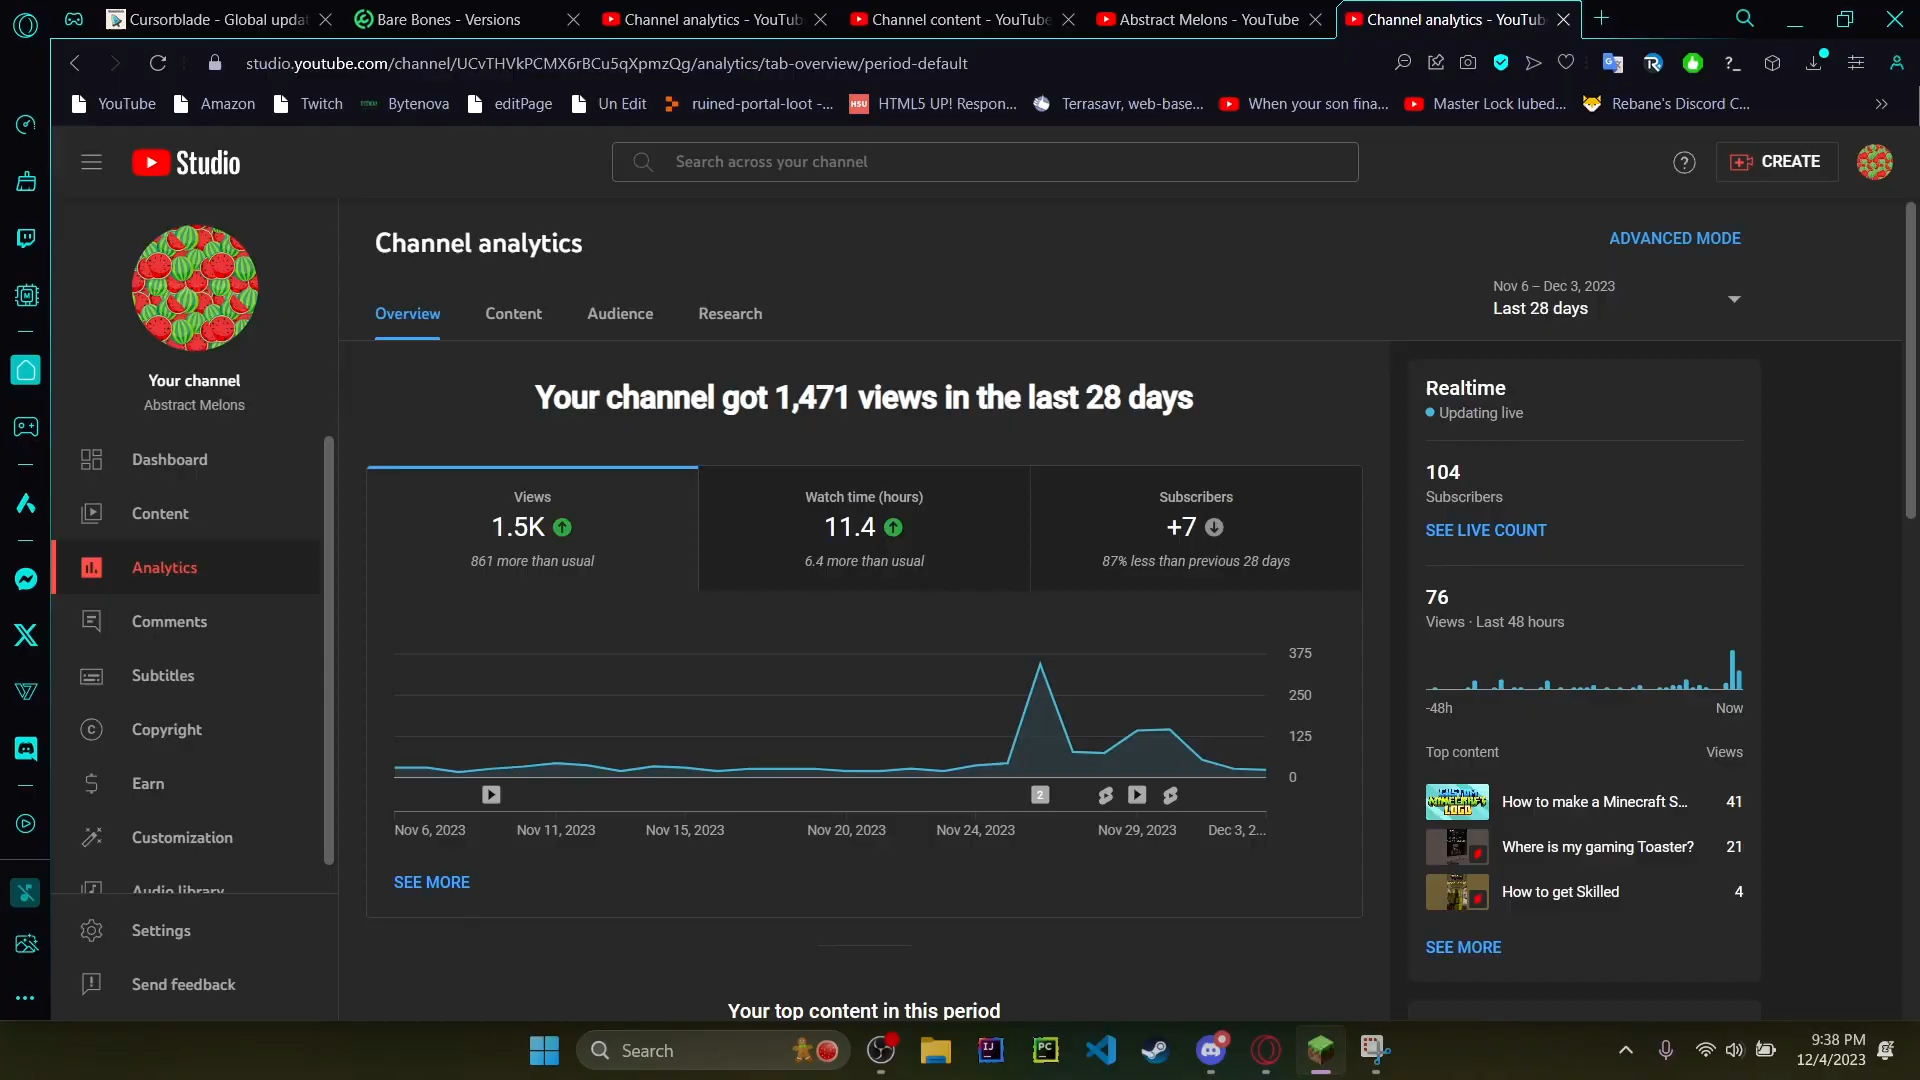 Cursorblade - Global updat
Bare Bones - Versions
Channel analytics - YouTub
Channel content - YouTube
Abstract Melons - YouTube
Channel analytics - YouTub
studio.youtube.com/channel/UCvTHVkPCMX6rBCu5qXpmzQg/analytics/tab-overview/period-default
YouTube
Amazon
Twitch
Bytenova
editPage
Un Edit
ruined-portal-loot -...
HTML5 UP! Respon...
Terrasavr, web-base...
When your son fina...
Master Lock lubed...
Rebane's Discord C...
Studio
Search across your channel
CREATE
Your channel
Abstract Melons
Dashboard
Content
Analytics
Comments
Subtitles
Copyright
Earn
Customization
Audio library
Settings
Send feedback
Channel analytics
ADVANCED MODE
Overview
Content
Audience
Research
Nov 6 – Dec 3, 2023
Last 28 days
Your channel got 1,471 views in the last 28 days
Views
1.5K
861 more than usual
Watch time (hours)
11.4
6.4 more than usual
Subscribers
+7
87% less than previous 28 days
375
250
125
0
2
Nov 6, 2023
Nov 11, 2023
Nov 15, 2023
Nov 20, 2023
Nov 24, 2023
Nov 29, 2023
Dec 3, 2...
SEE MORE
Your top content in this period
Realtime
Updating live
104
Subscribers
SEE LIVE COUNT
76
Views · Last 48 hours
-48h
Now
Top content
Views
CUSTOM
MINECRAFT
LOGO
How to make a Minecraft S...
41
Where is my gaming Toaster?
21
How to get Skilled
4
SEE MORE
Search
9:38 PM
12/4/2023